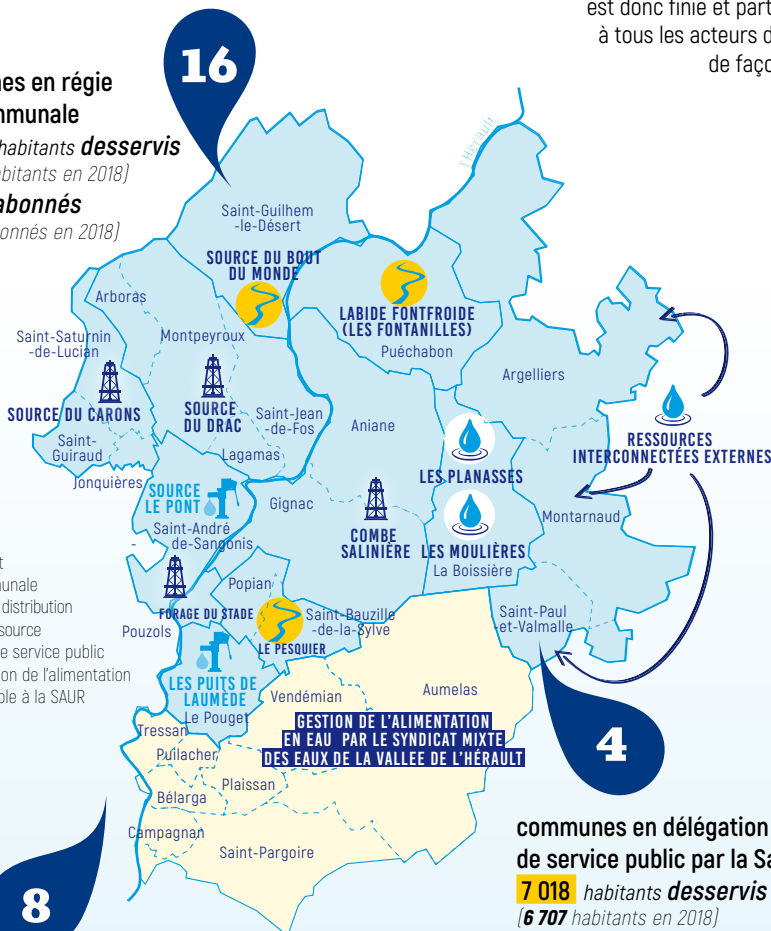 est donc finie et part
à tous les acteurs d
de faço
16
nes en régie
mmunale
habitants desservis
abitants en 2018)
abonnés
onnés en 2018)
l'Hérault
Saint-Guilhem
-le-Désert
SOURCE DU BOUT
DU MONDE
LABIDE FONTFROIDE
(LES FONTANILLES)
Puéchabon
Arboras
Saint-Saturnin
-de-Lucian
Montpeyroux
Argelliers
SOURCE DU CARONS
SOURCE
DU DRAC
Saint-Jean
-de-Fos
Aniane
RESSOURCES
INTERCONNECTÉES EXTERNES
Saint-
Guiraud
Lagamas
LES PLANASSES
Jonquières
SOURCE
LE PONT
Gignac
Montarnaud
Saint-André
-de-Sangonis
COMBE
SALINIÈRE
LES MOULIÈRES
La Boissière
t
munale
distribution
source
e service public
ion de l'alimentation
ble à la SAUR
Popian
FORAGE DU STADE
Saint-Bauzille
-de-la-Sylve
Saint-Paul
-et-Valmalle
Pouzols
LE PESQUIER
LES PUITS DE
LAUMÈDE
Le Pouget
Vendémian
Aumelas
GESTION DE L'ALIMENTATION
EN EAU PAR LE SYNDICAT MIXTE
DES EAUX DE LA VALLEE DE L'HÉRAULT
Tressan
Puilacher
Plaissan
Bélarga
Campagnan
Saint-Pargoire
4
communes en délégation
de service public par la Sa
7 018 habitants desservis
(6 707 habitants en 2018)
8